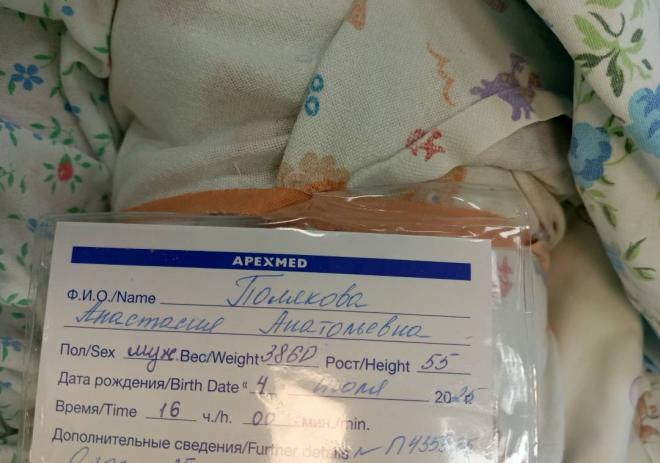 APEXMED
Ф.И.О./Name Полякова
Анастасия Анатольевна
Пол/Sex муж. Вес/Weight 3860 Рост/Height 55
Дата рождения/Birth Date "4 июля 2025
Время/Time 16 ч./h. 00 мин./min.
Дополнительные сведения/Further details